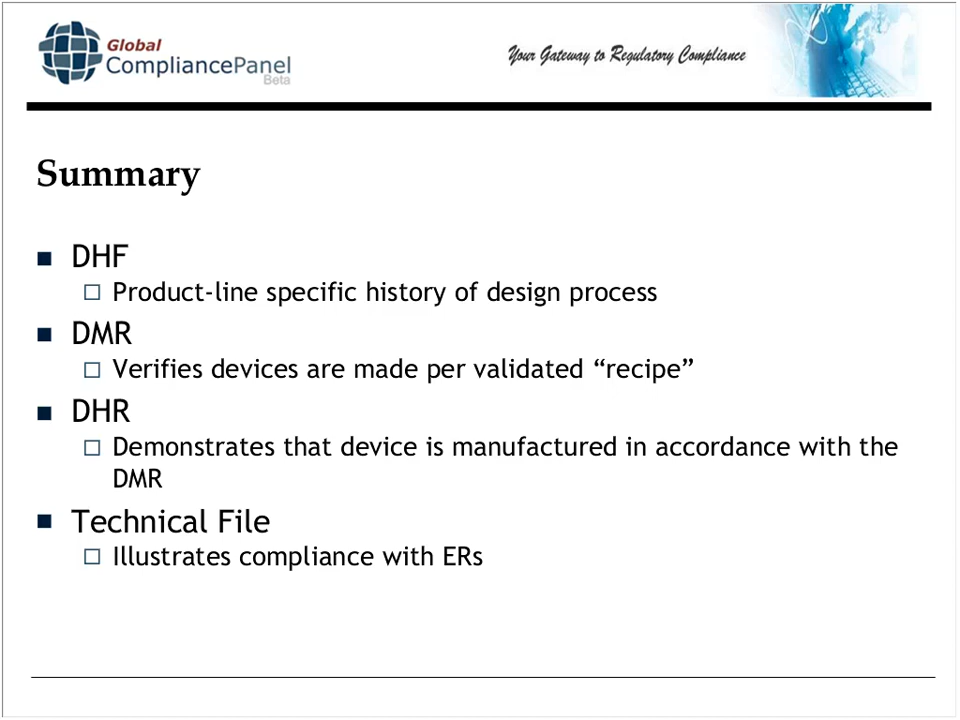 Global
CompliancePanel
Beta
Your Gateway to Regulatory Compliance
Summary
DHF
Product-line specific history of design process
DMR
Verifies devices are made per validated “recipe”
DHR
Demonstrates that device is manufactured in accordance with the
DMR
Technical File
Illustrates compliance with ERs